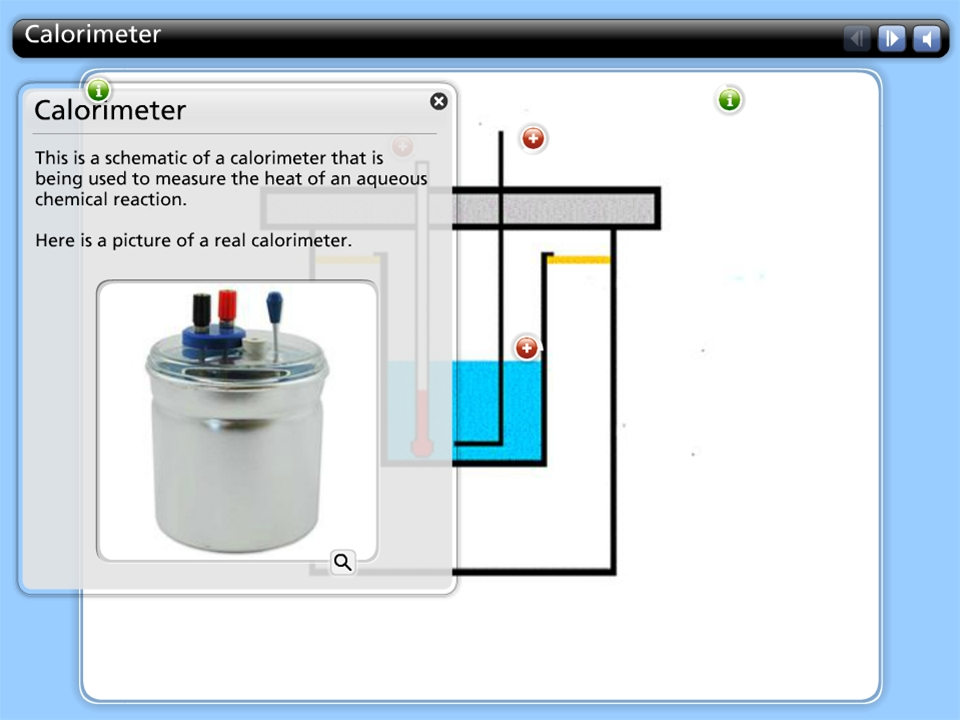 Calorimeter
Calorimeter
This is a schematic of a calorimeter that is
being used to measure the heat of an aqueous
chemical reaction.
Here is a picture of a real calorimeter.